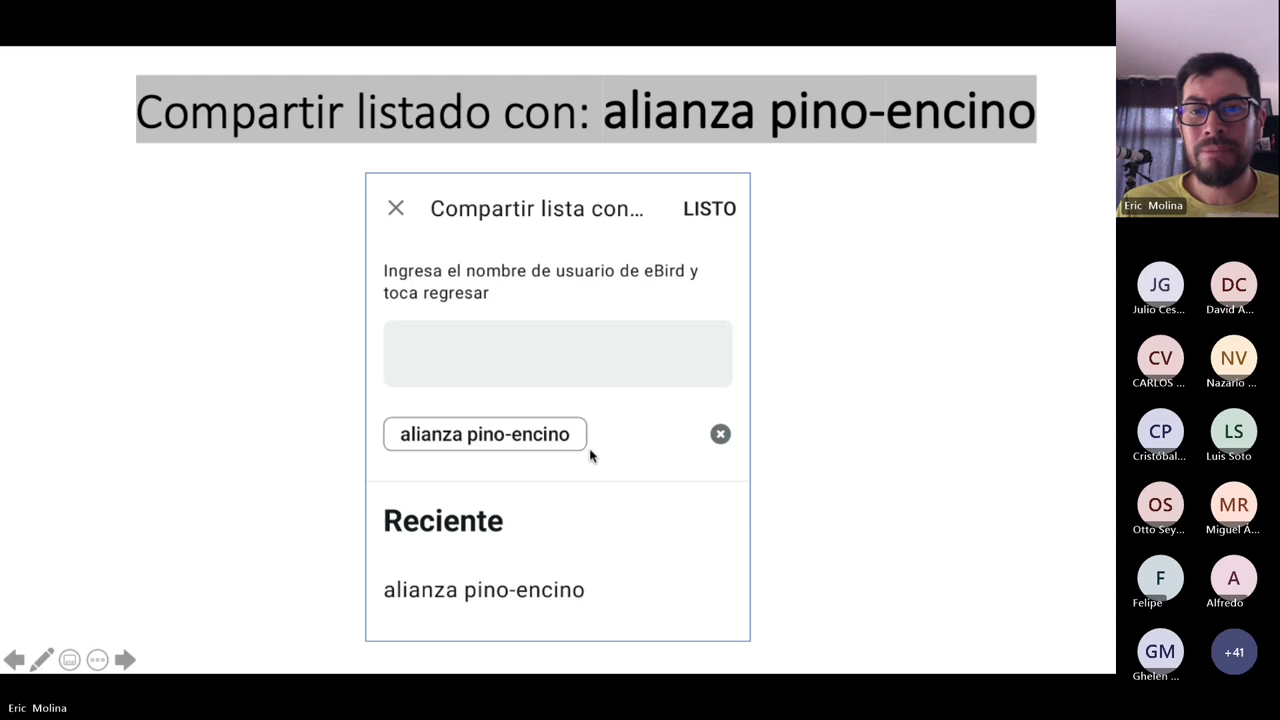 Compartir listado con: alianza pino-encino
Compartir lista con...
LISTO
Ingresa el nombre de usuario de eBird y
toca regresar
alianza pino-encino
Reciente
alianza pino-encino
Eric Molina
JG
DC
Julio Ces...
David A...
CV
NV
CARLOS ...
Nazario ...
CP
LS
Cristóbal...
Luis Soto
OS
MR
Otto Sey...
Miguel Á...
F
A
Felipe
Alfredo
GM
+41
Ghelen ...
Eric Molina